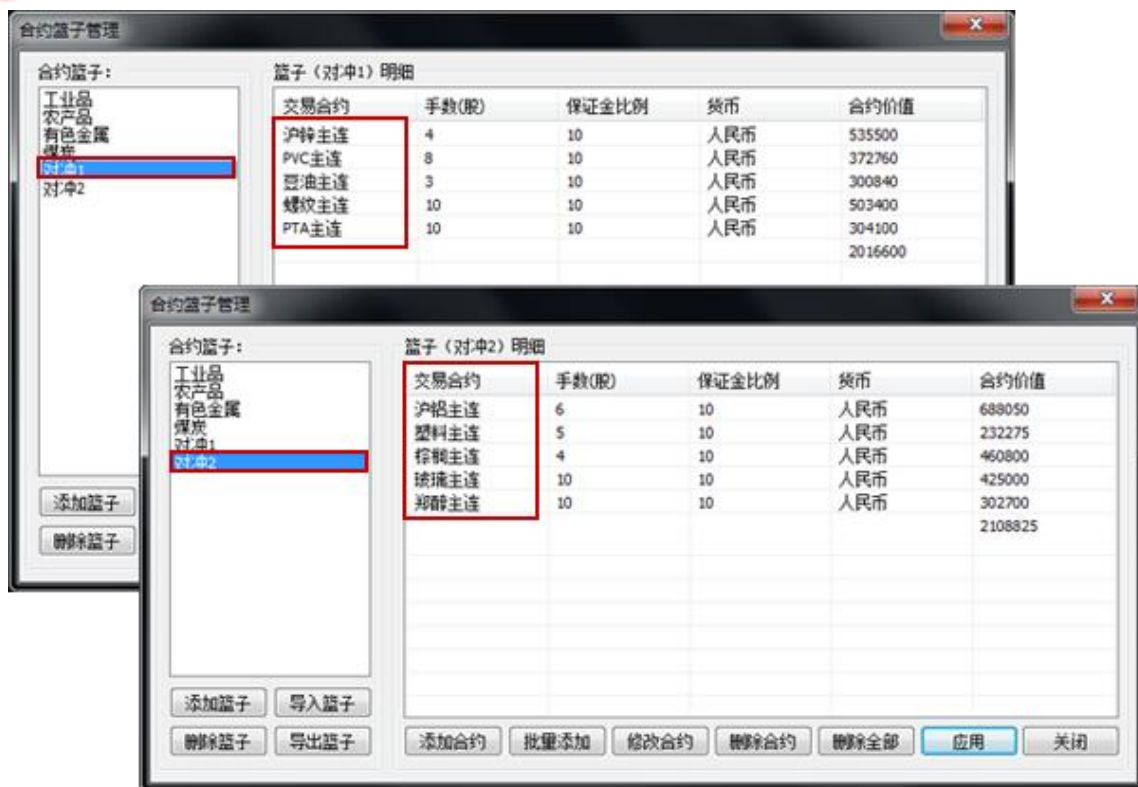 合约篮子管理
合约篮子：
篮子（对冲1）明细
工业品
农产品
有色金属
煤炭
对冲1
对冲2
交易合约 手数(股) 保证金比例 货币 合约价值
沪锌主连 4 10 人民币 535500
PVC主连 8 10 人民币 372760
豆油主连 3 10 人民币 300840
螺纹主连 10 10 人民币 503400
PTA主连 10 10 人民币 304100
2016600
添加篮子
删除篮子
合约篮子管理
合约篮子：
篮子（对冲2）明细
工业品
农产品
有色金属
煤炭
对冲1
对冲2
交易合约 手数(股) 保证金比例 货币 合约价值
沪铝主连 6 10 人民币 688050
塑料主连 5 10 人民币 232275
棕榈主连 4 10 人民币 460800
玻璃主连 10 10 人民币 425000
郑醇主连 10 10 人民币 302700
2108825
添加篮子 导入篮子
删除篮子 导出篮子
添加合约 批量添加 修改合约 删除合约 删除全部 应用 关闭